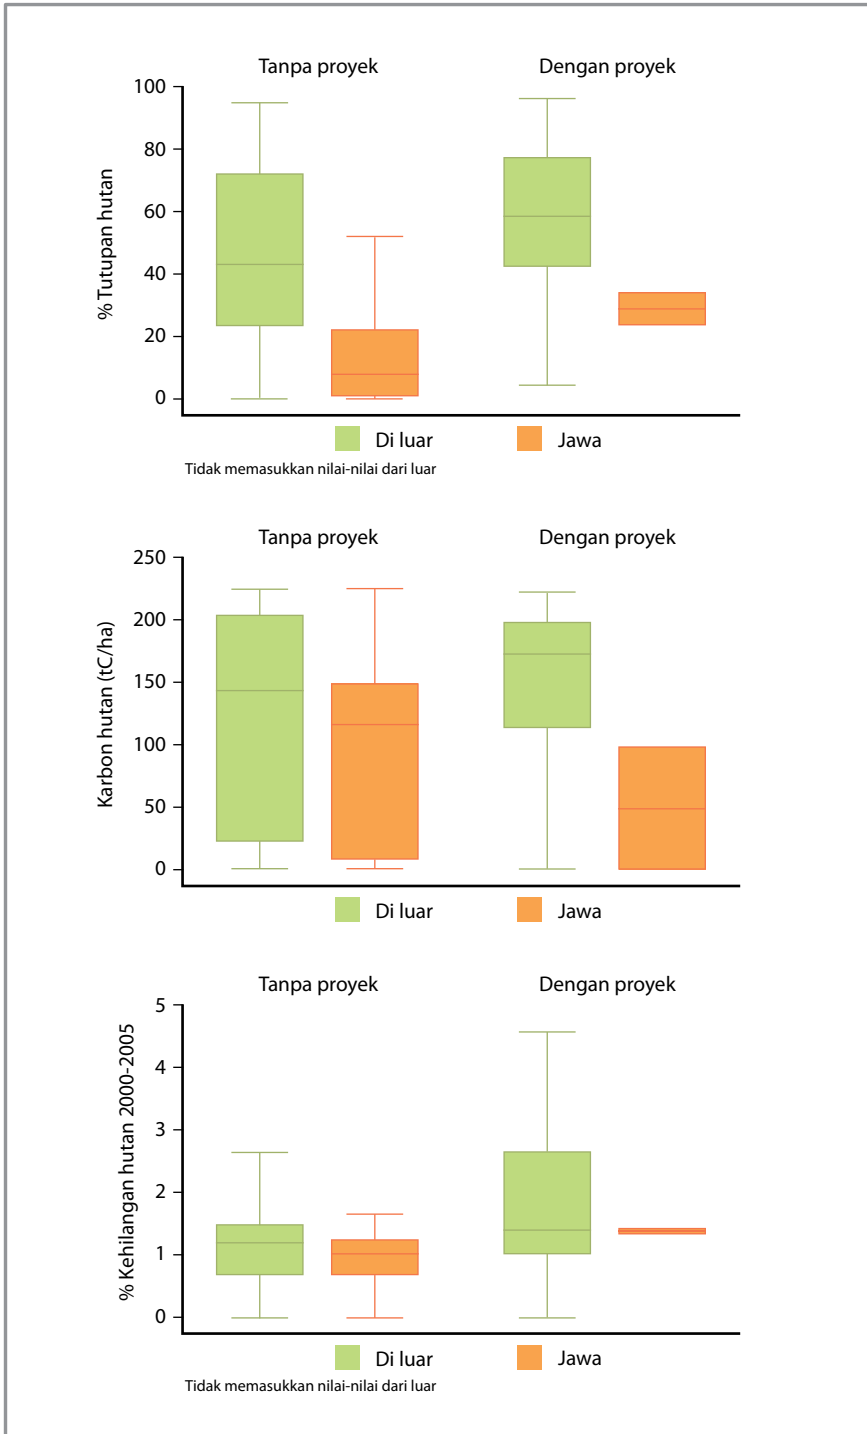 Tanpa proyek
Dengan proyek
% Tutupan hutan
100
80
60
40
20
0
Di luar
Jawa
Tidak memasukkan nilai-nilai dari luar
Tanpa proyek
Dengan proyek
Karbon hutan (tC/ha)
250
200
150
100
50
0
Di luar
Jawa
Tanpa proyek
Dengan proyek
% Kehilangan hutan 2000-2005
5
4
3
2
1
0
Di luar
Jawa
Tidak memasukkan nilai-nilai dari luar